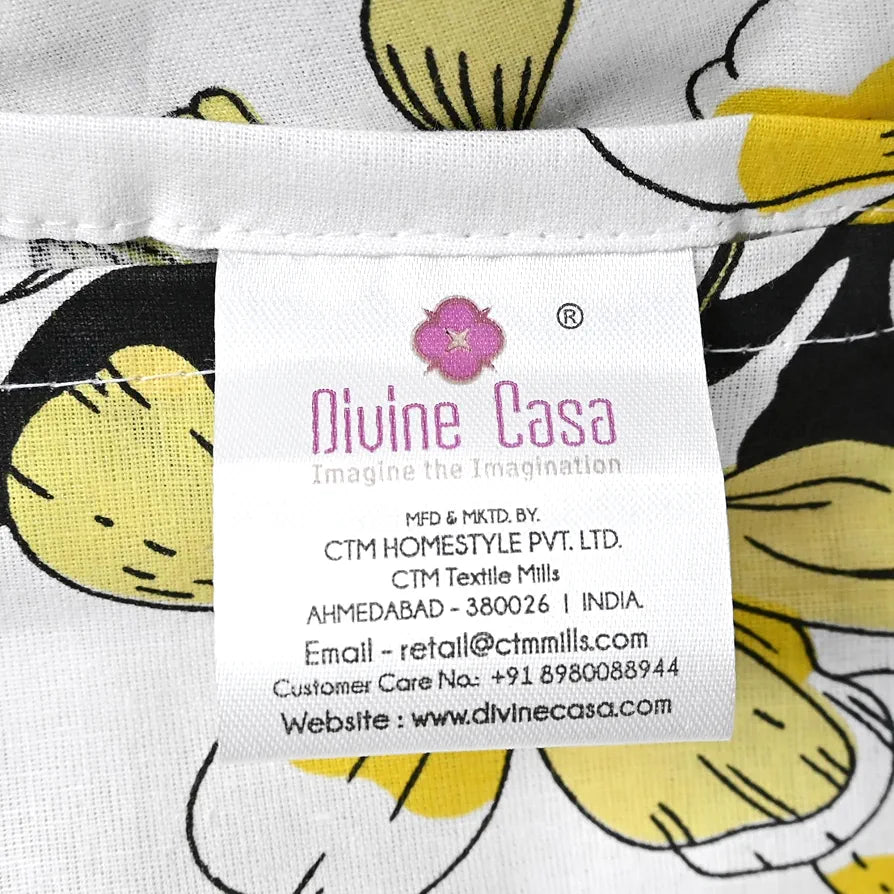 ®
Divine Casa
Imagine the Imagination
MFD & MKTD. BY.
CTM HOMESTYLE PVT. LTD.
CTM Textile Mills
AHMEDABAD - 380026 | INDIA.
Email - retail@ctmmills.com
Customer Care No.: +91 8980088944
Website : www.divinecasa.com